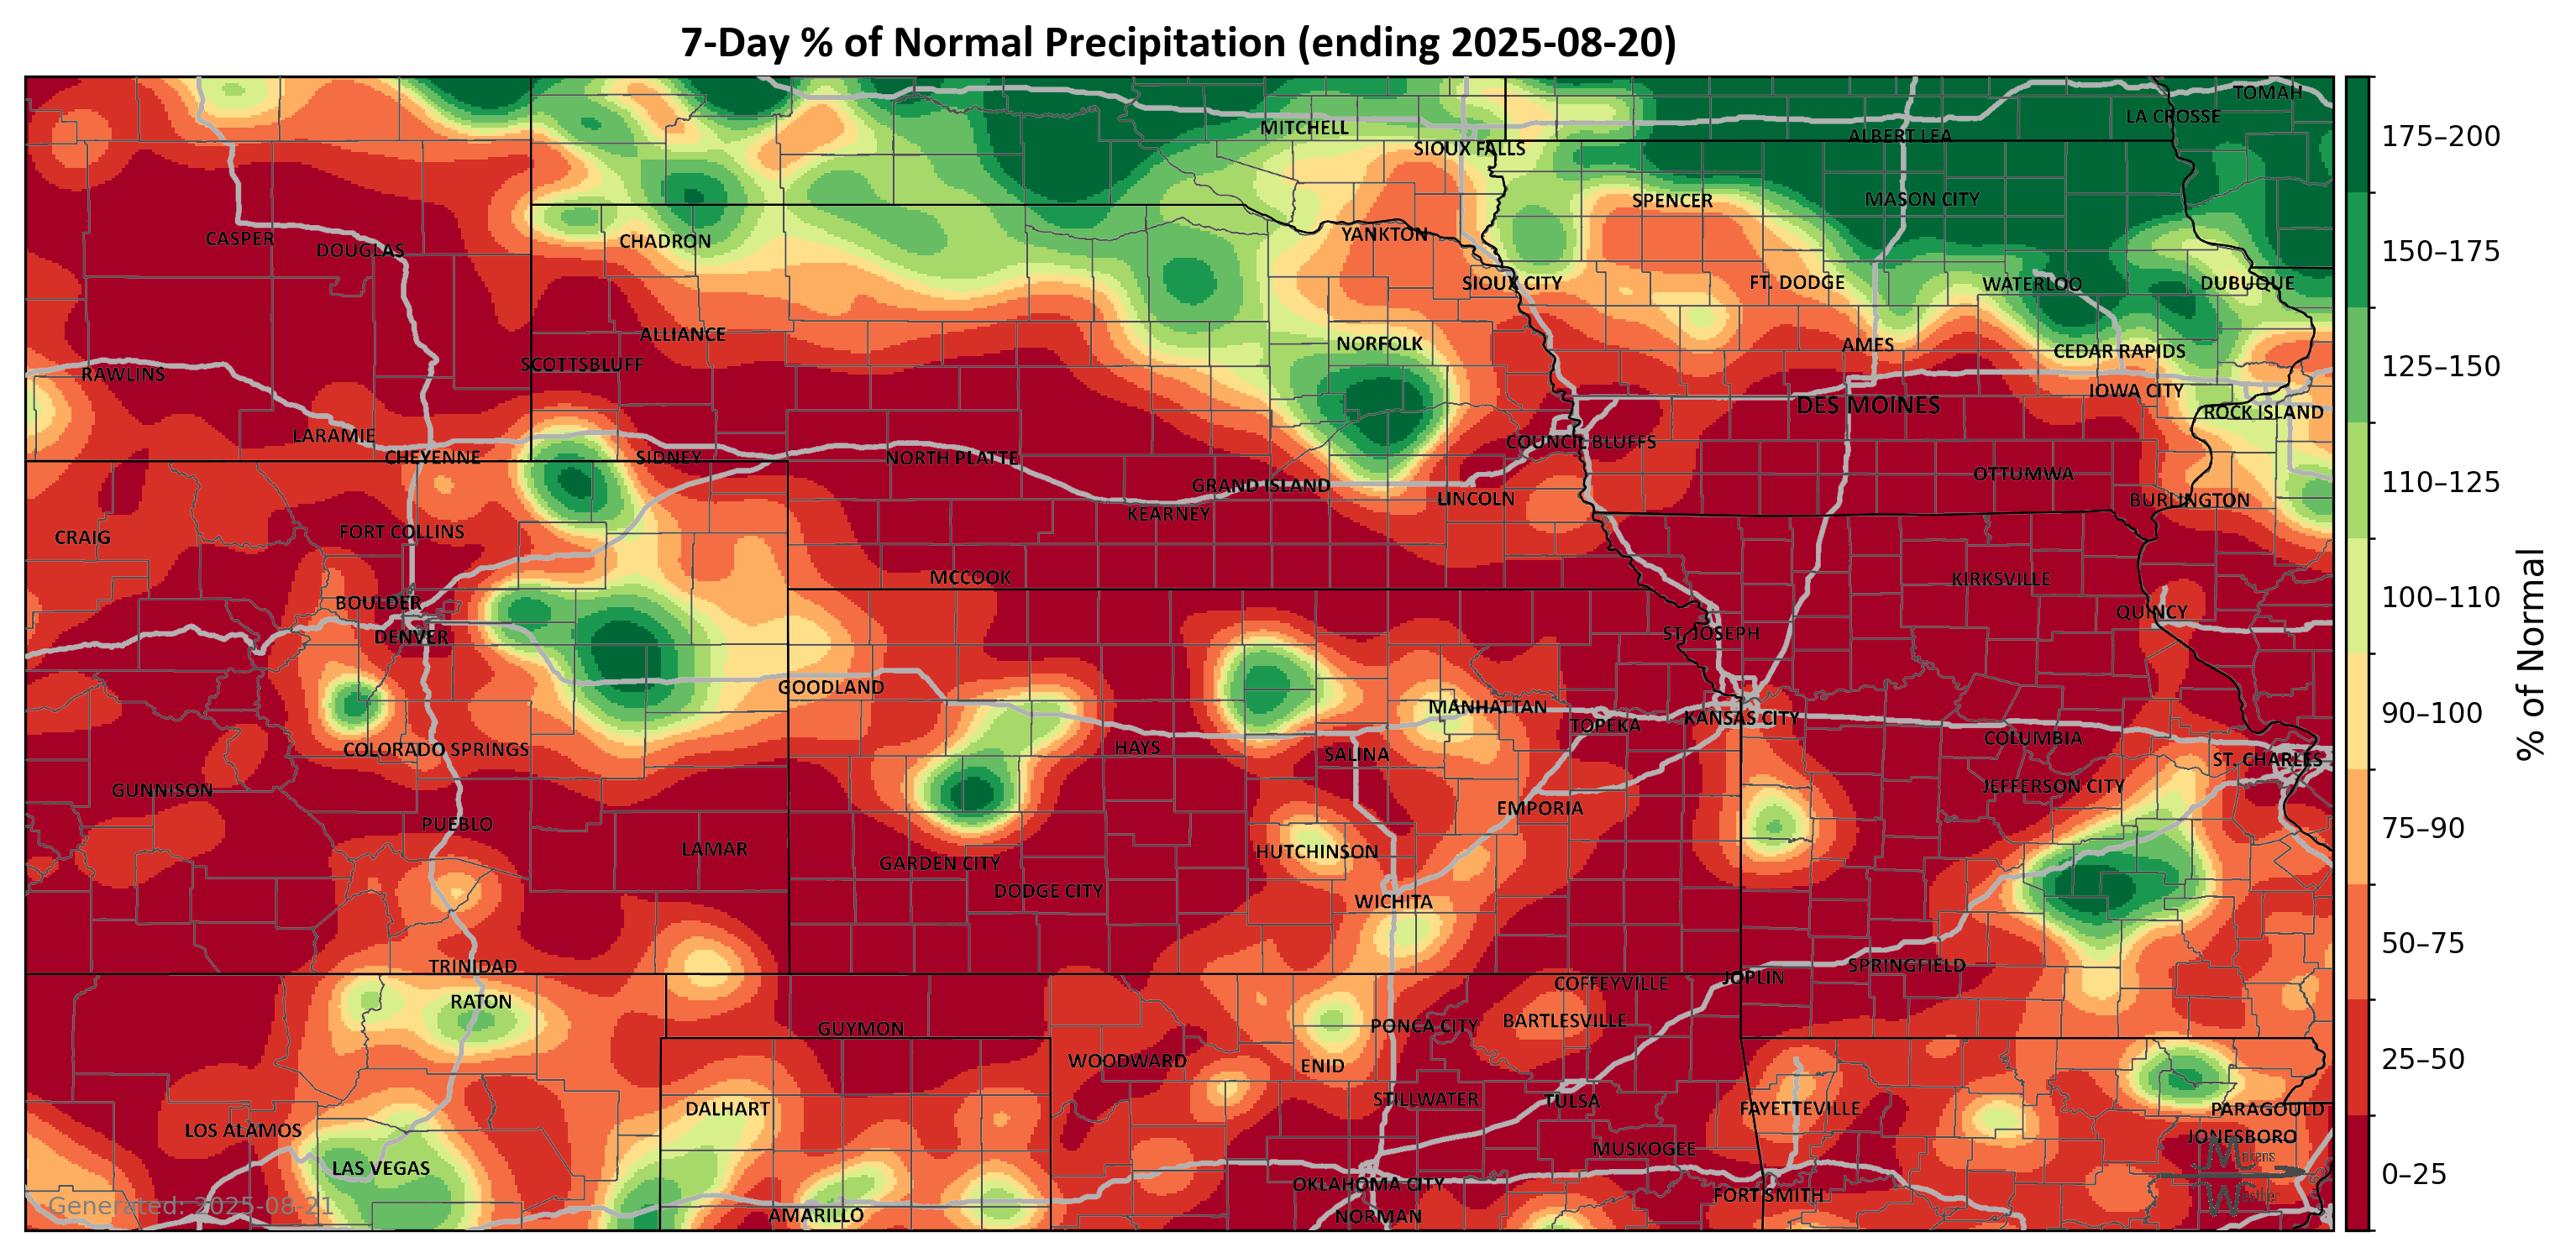 7-Day % of Normal Precipitation (ending 2025-08-20)
TOMAH
LA CROSSE
MITCHELL
ALBERT LEA
SIOUX FALLS
SPENCER
MASON CITY
CASPER
DOUGLAS
CHADRON
YANKTON
SIOUX CITY
FT. DODGE
WATERLOO
DUBUQUE
ALLIANCE
NORFOLK
AMES
CEDAR RAPIDS
SCOTTSBLUFF
RAWLINS
IOWA CITY
DES MOINES
ROCK ISLAND
LARAMIE
COUNCIL BLUFFS
CHEYENNE
SIDNEY
NORTH PLATTE
OTTUMWA
GRAND ISLAND
LINCOLN
BURLINGTON
KEARNEY
FORT COLLINS
CRAIG
MCCOOK
KIRKSVILLE
BOULDER
QUINCY
DENVER
ST. JOSEPH
GOODLAND
MANHATTAN
TOPEKA
KANSAS CITY
COLUMBIA
COLORADO SPRINGS
HAYS
SALINA
ST. CHARLES
GUNNISON
JEFFERSON CITY
EMPORIA
PUEBLO
LAMAR
HUTCHINSON
GARDEN CITY
DODGE CITY
WICHITA
TRINIDAD
SPRINGFIELD
JOPLIN
COFFEYVILLE
RATON
BARTLESVILLE
PONCA CITY
GUYMON
WOODWARD
ENID
STILLWATER
TULSA
DALHART
FAYETTEVILLE
PARAGOULD
LOS ALAMOS
JONESBORO
MUSKOGEE
LAS VEGAS
OKLAHOMA CITY
FORT SMITH
AMARILLO
NORMAN
Generated: 2025-08-21
175–200
150–175
125–150
110–125
100–110
90–100
75–90
50–75
25–50
0–25
% of Normal